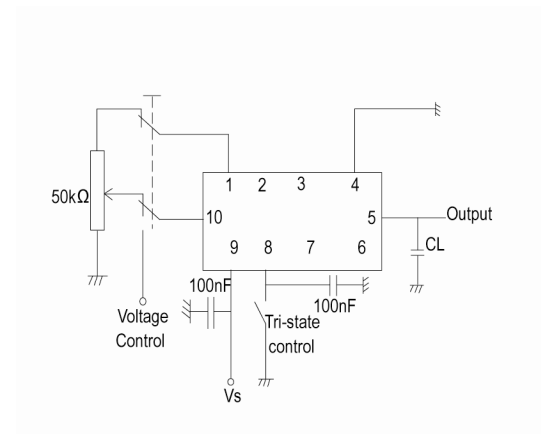 1 2 3 4
50kΩ
10
5
Output
9 8 7 6
CL
100nF
100nF
Voltage
Control
Tri-state
control
Vs